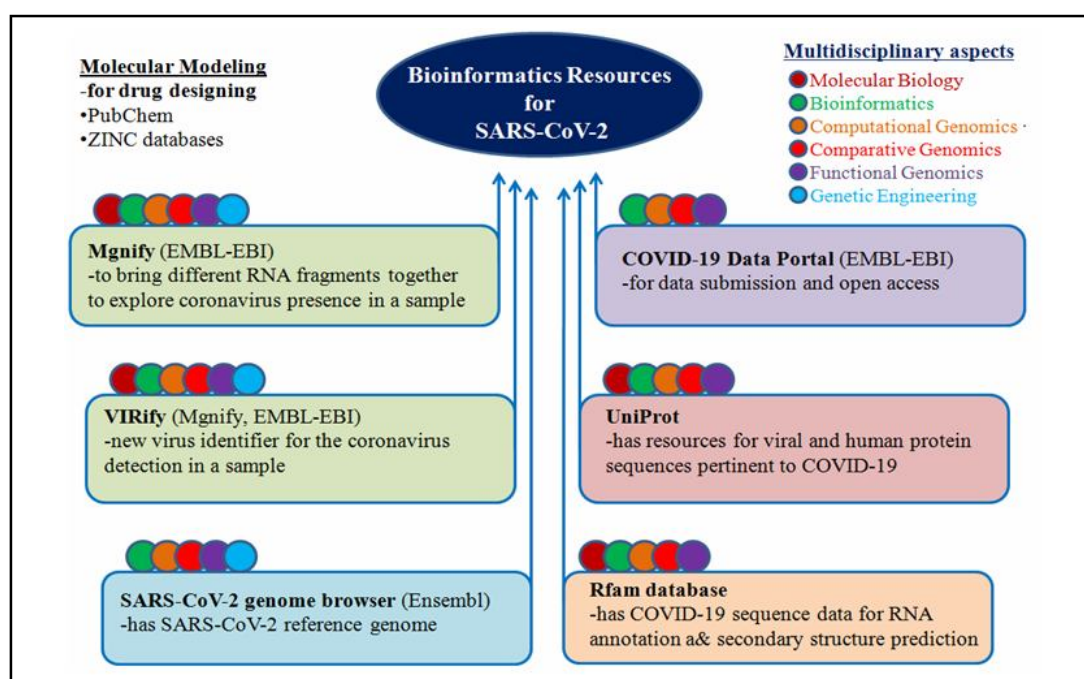 Molecular Modeling
-for drug designing
•PubChem
•ZINC databases
Bioinformatics Resources
for
SARS-CoV-2
Multidisciplinary aspects
Molecular Biology
Bioinformatics
Computational Genomics
Comparative Genomics
Functional Genomics
Genetic Engineering
Mgnify (EMBL-EBI)
-to bring different RNA fragments together
to explore coronavirus presence in a sample
COVID-19 Data Portal (EMBL-EBI)
-for data submission and open access
VIRify (Mgnify, EMBL-EBI)
-new virus identifier for the coronavirus
detection in a sample
UniProt
-has resources for viral and human protein
sequences pertinent to COVID-19
SARS-CoV-2 genome browser (Ensembl)
-has SARS-CoV-2 reference genome
Rfam database
-has COVID-19 sequence data for RNA
annotation a& secondary structure prediction